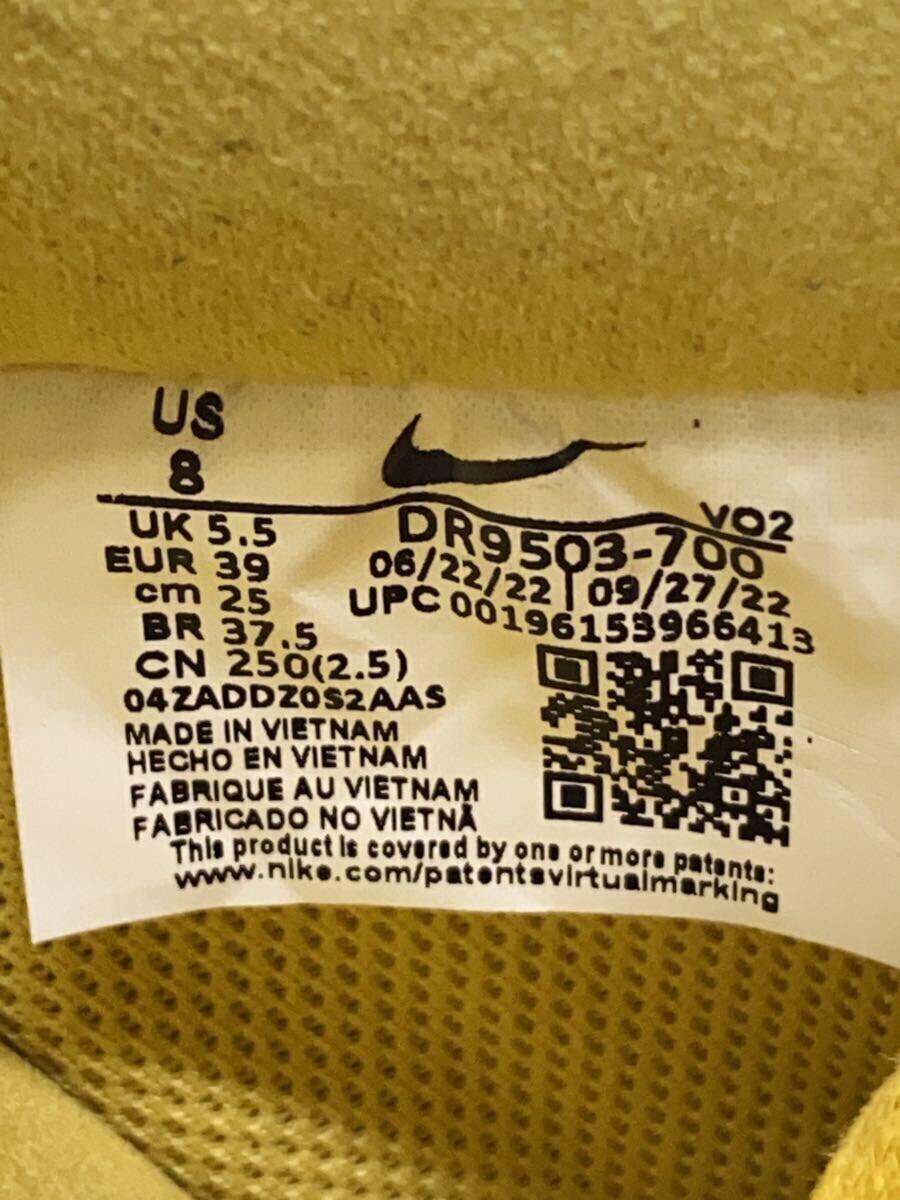 US
8
UK 5.5
EUR 39
cm 25
BR 37.5
CN 250(2.5)
04ZADDZ0S2AAS
VO2
DR9503-700
06/22/22 | 09/27/22
UPC 00196153966413
MADE IN VIETNAM
HECHO EN VIETNAM
FABRIQUE AU VIETNAM
FABRICADO NO VIETNÃ
This product is covered by one or more patents:
www.nike.com/patentsvirtualmarking